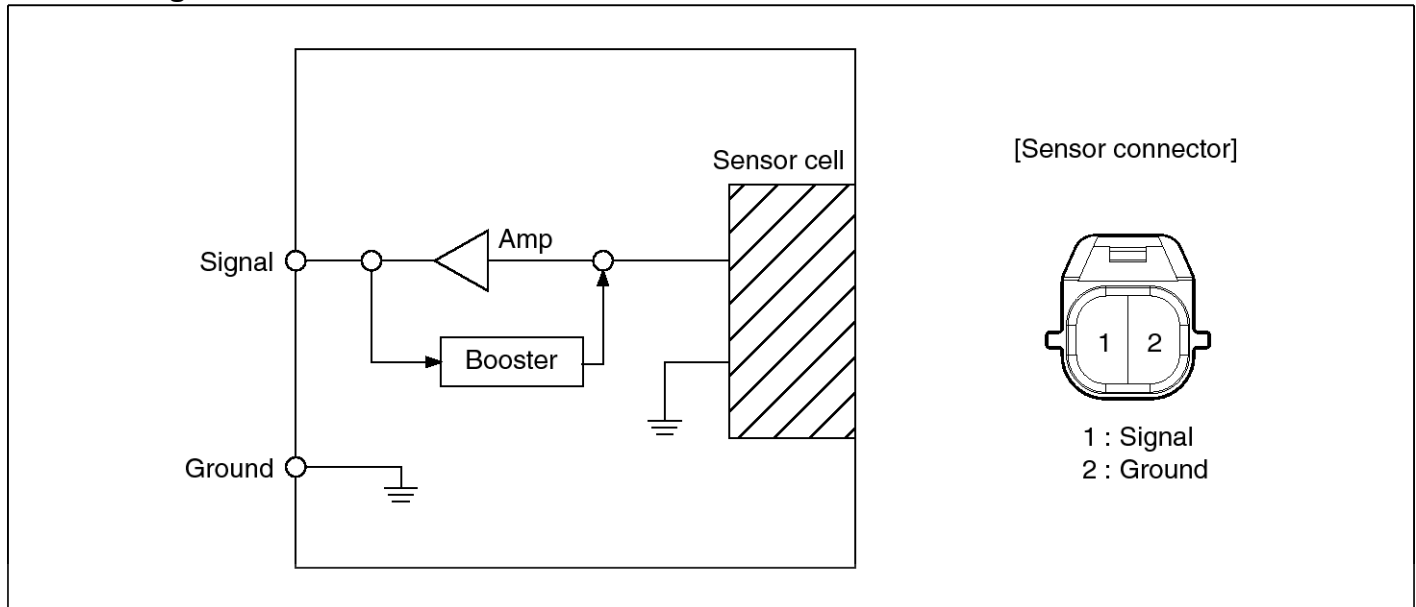 Sensor cell
[Sensor connector]
Amp
Signal
Booster
1 2
1 : Signal
Ground
2 : Ground